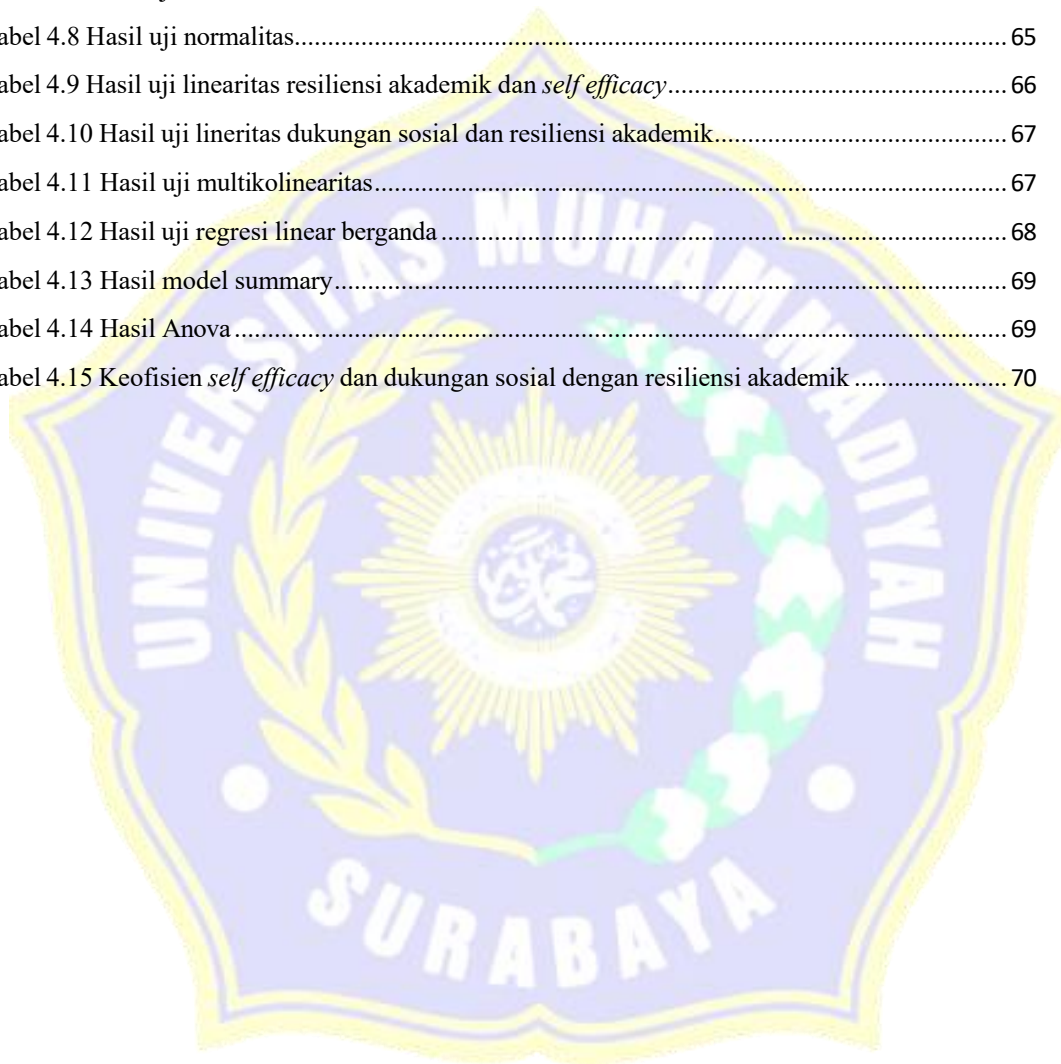 abel 4.8 Hasil uji normalitas.......... 65
abel 4.9 Hasil uji linearitas resiliensi akademik dan self efficacy.......... 66
abel 4.10 Hasil uji lineritas dukungan sosial dan resiliensi akademik.......... 67
abel 4.11 Hasil uji multikolinearitas.......... 67
abel 4.12 Hasil uji regresi linear berganda.......... 68
abel 4.13 Hasil model summary.......... 69
abel 4.14 Hasil Anova.......... 69
abel 4.15 Keofisien self efficacy dan dukungan sosial dengan resiliensi akademik.......... 70
UNIVERSITAS MUHAMMADIYAH
SURABAYA